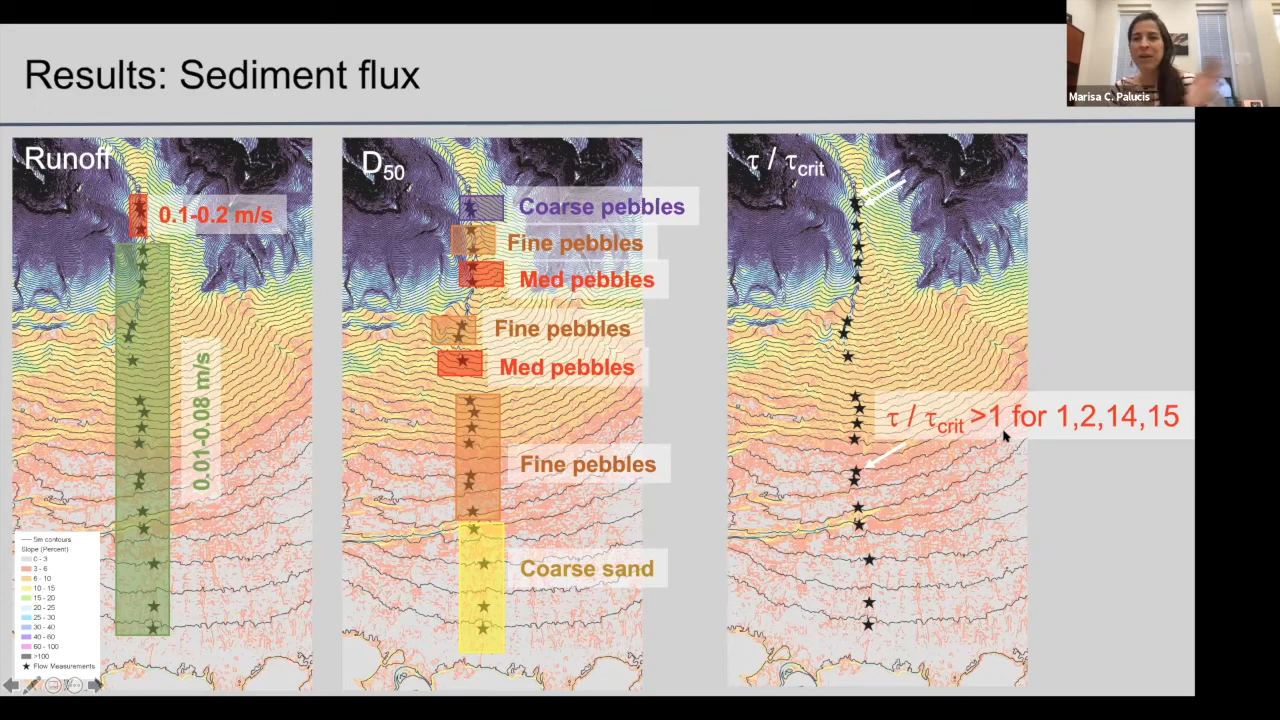 Results: Sediment flux
Marisa C. Palucis
Runoff
0.1-0.2 m/s
0.01-0.08 m/s
5m contours
Slope (Percent)
0 - 3
3 - 6
6 - 10
10 - 15
15 - 20
20 - 25
25 - 30
30 - 40
40 - 60
60 - 100
>100
Flow Measurements
D50
Coarse pebbles
Fine pebbles
Med pebbles
Fine pebbles
Med pebbles
Fine pebbles
Coarse sand
τ / τcrit
τ / τcrit >1 for 1,2,14,15